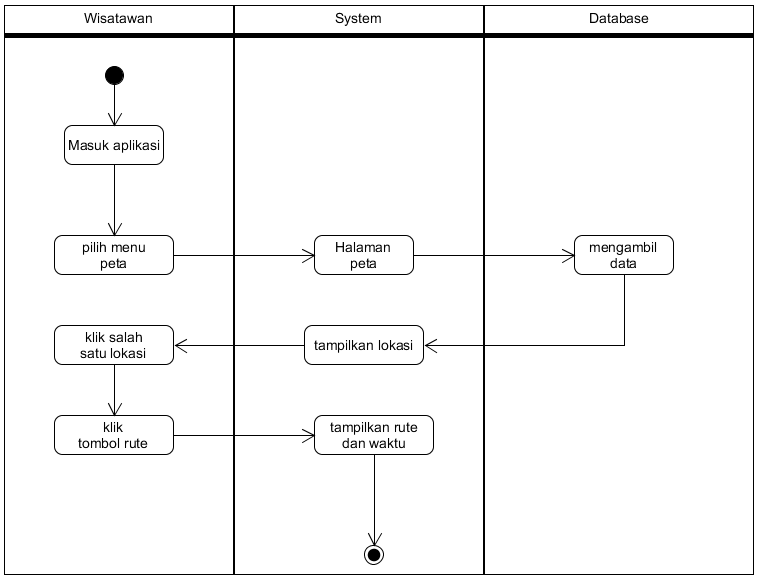 Wisatawan
System
Database
Masuk aplikasi
pilih menu
peta
Halaman
peta
mengambil
data
klik salah
satu lokasi
tampilkan lokasi
klik
tombol rute
tampilkan rute
dan waktu